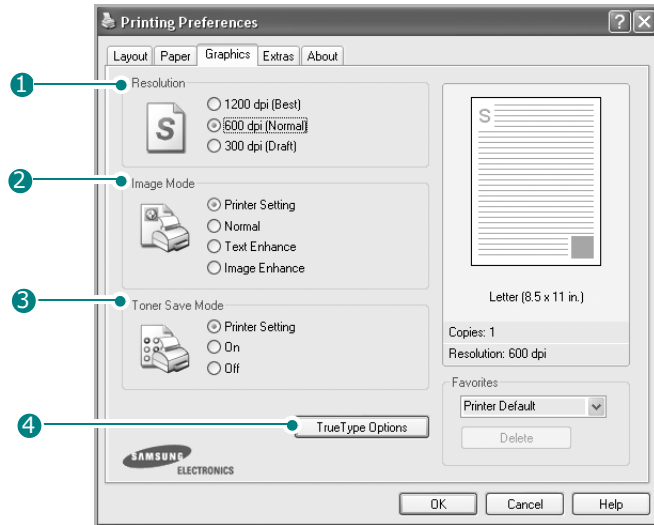 Printing Preferences
Layout Paper Graphics Extras About
1
Resolution
1200 dpi (Best)
600 dpi (Normal)
300 dpi (Draft)
2
Image Mode
Printer Setting
Normal
Text Enhance
Image Enhance
3
Toner Save Mode
Printer Setting
On
Off
4
TrueType Options
SAMSUNG
ELECTRONICS
S
S
Letter (8.5 x 11 in.)
Copies: 1
Resolution: 600 dpi
Favorites
Printer Default
Delete
OK Cancel Help